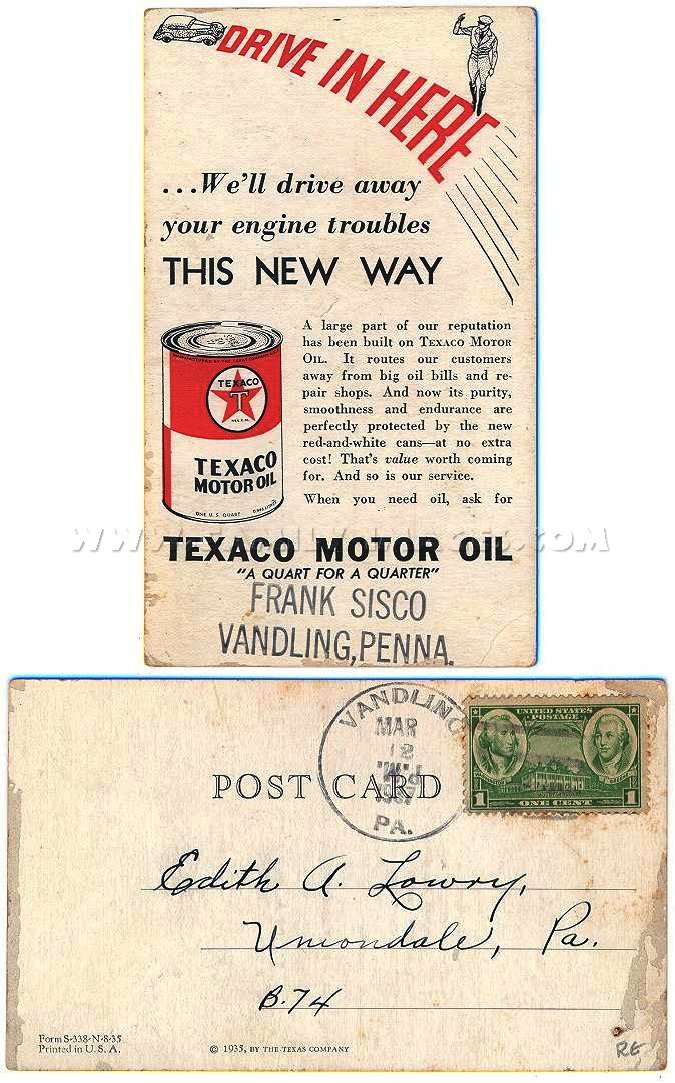 DRIVE IN HERE
...We'll drive away
your engine troubles
THIS NEW WAY
A large part of our reputation
has been built on TEXACO MOTOR
OIL. It routes our customers
away from big oil bills and re-
pair shops. And now its purity,
smoothness and endurance are
perfectly protected by the new
red-and-white cans—at no extra
cost! That's value worth coming
for. And so is our service.
When you need oil, ask for
TEXACO
T
TEXACO
MOTOR OIL
ONE U.S. QUART
TEXACO MOTOR OIL
"A QUART FOR A QUARTER"
FRANK SISCO
VANDLING, PENNA.
VANDLING
MAR
12
1937
PA.
UNITED STATES
POSTAGE
1 ONE CENT 1
POST CARD
Edith A. Lowry,
Uniondale, Pa.
B. 74
Form S-338-N-8-35
Printed in U. S. A.
© 1935, BY THE TEXAS COMPANY
RE